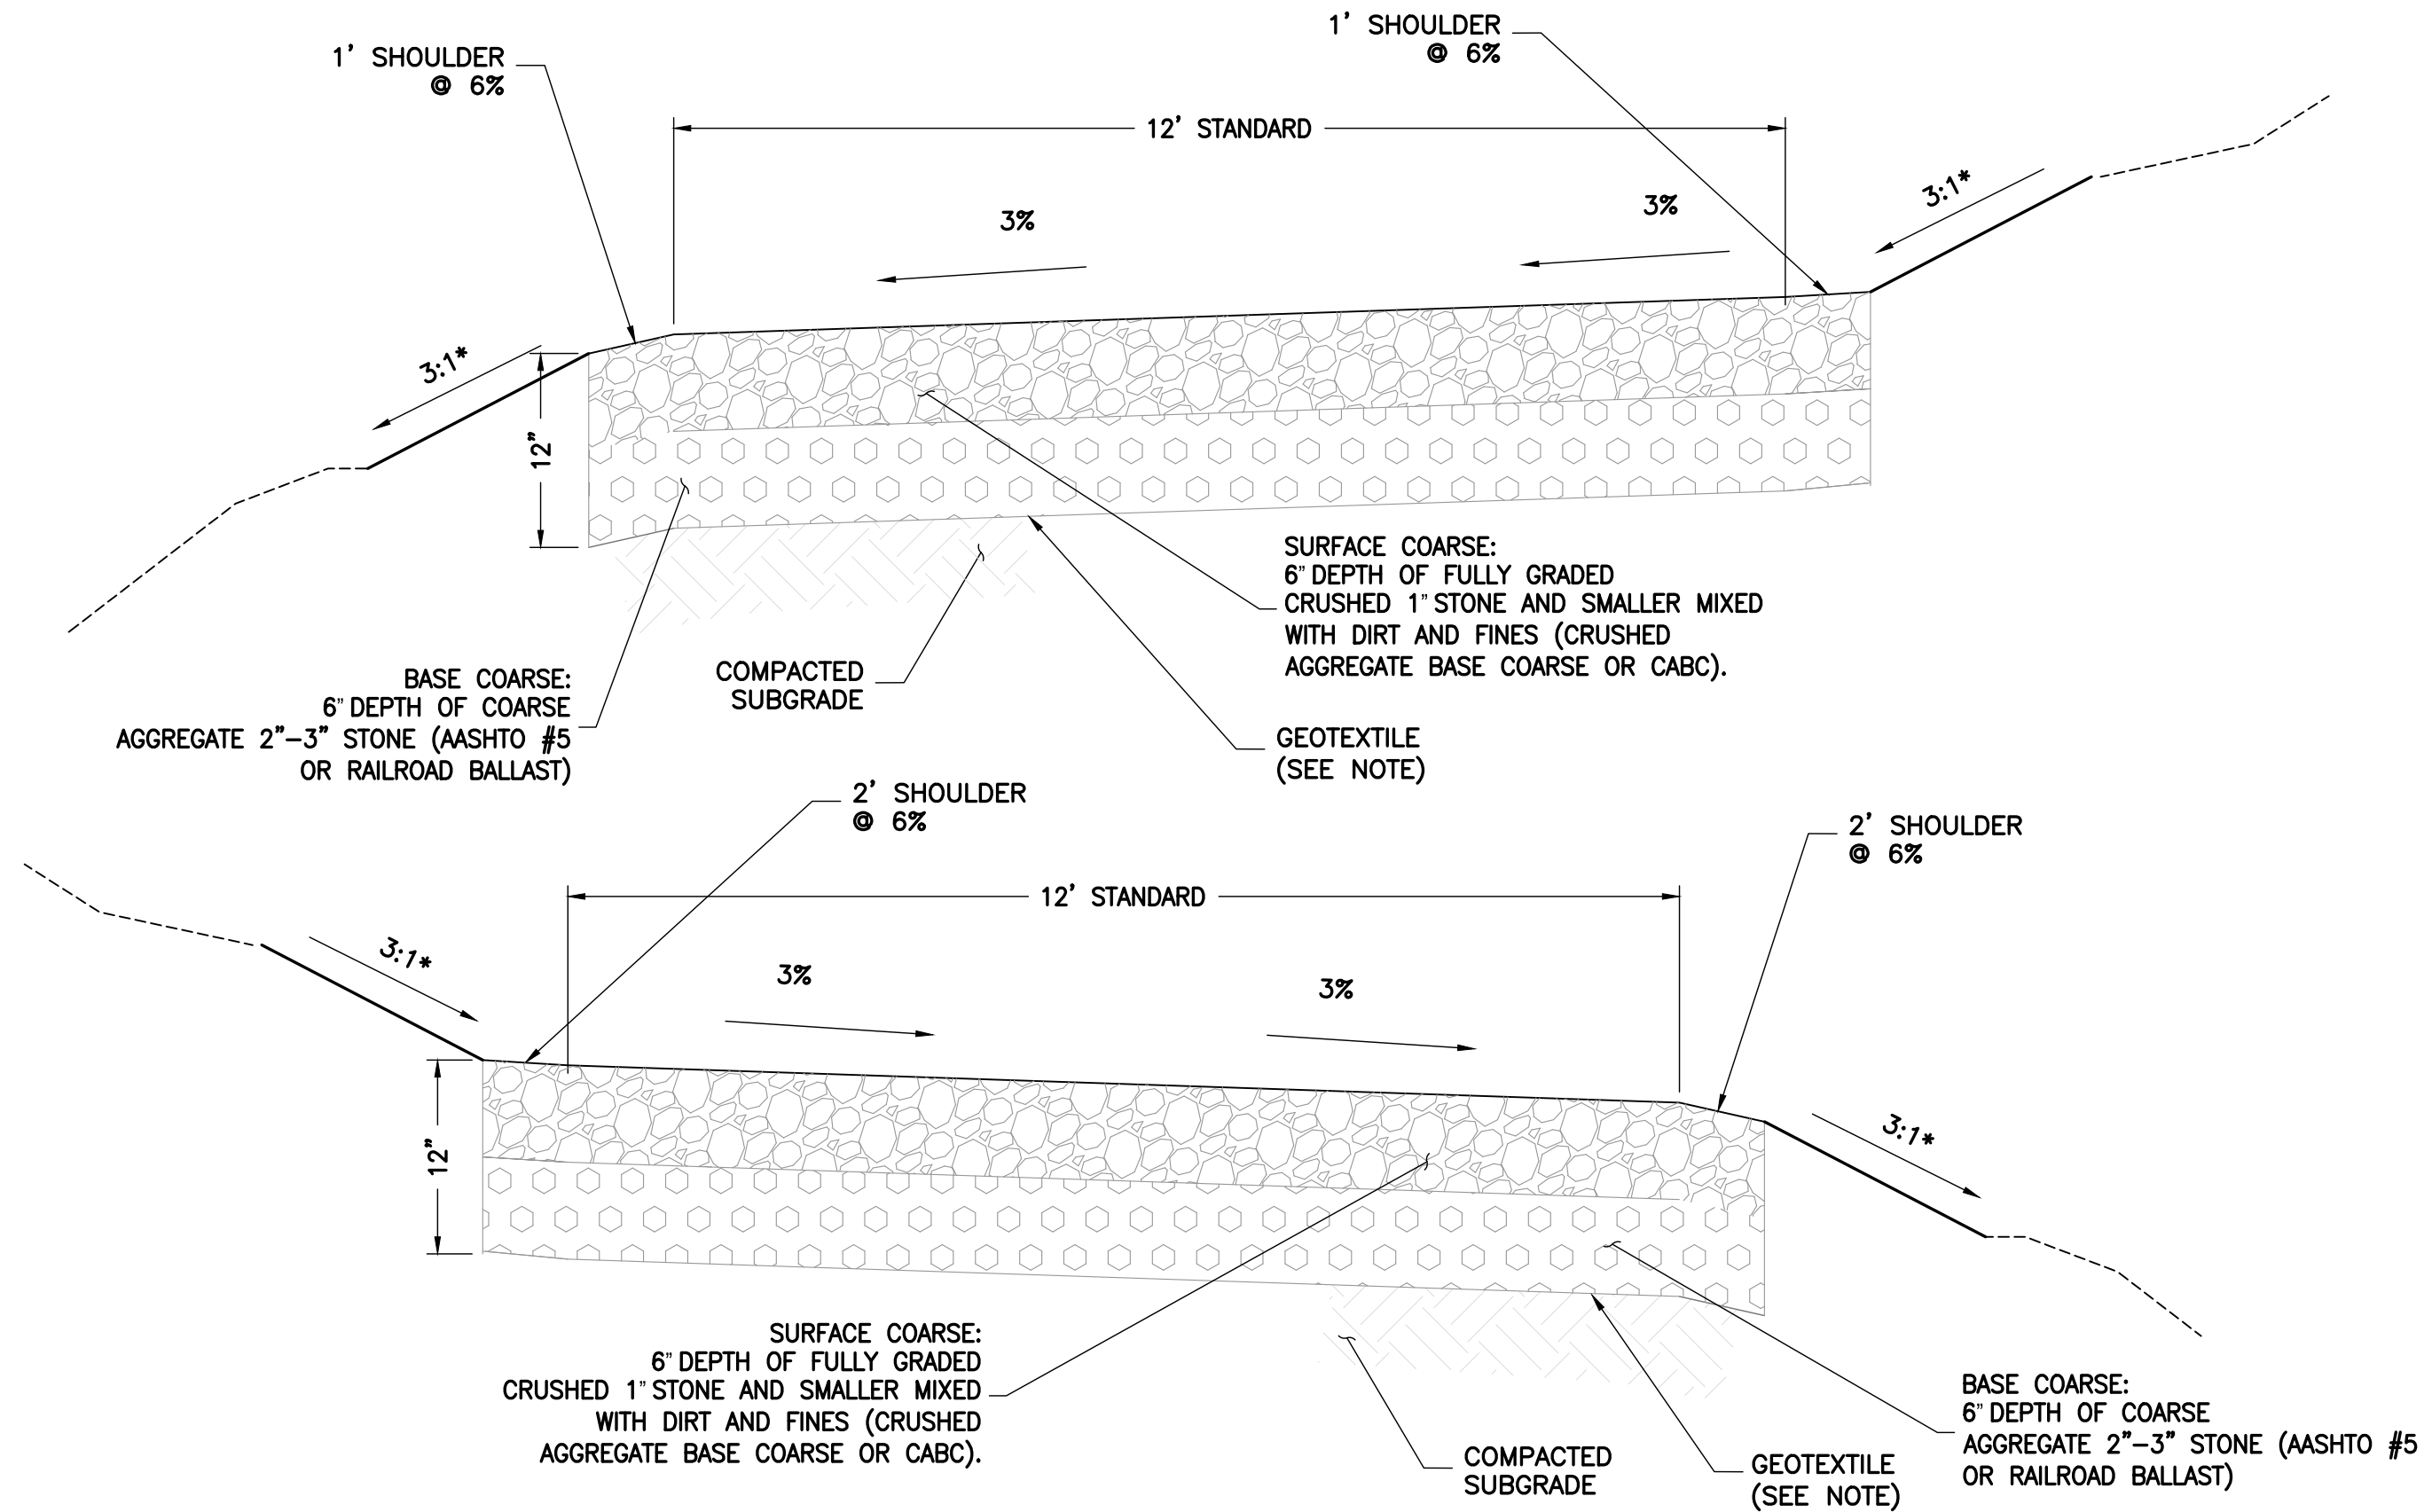 1' SHOULDER
@ 6%
1' SHOULDER
@ 6%
12' STANDARD
3%
3%
3:1*
3:1*
12"
SURFACE COARSE:
6" DEPTH OF FULLY GRADED
CRUSHED 1" STONE AND SMALLER MIXED
WITH DIRT AND FINES (CRUSHED
AGGREGATE BASE COARSE OR CABC).
BASE COARSE:
6" DEPTH OF COARSE
AGGREGATE 2"-3" STONE (AASHTO #5
OR RAILROAD BALLAST)
COMPACTED
SUBGRADE
GEOTEXTILE
(SEE NOTE)
2' SHOULDER
@ 6%
2' SHOULDER
@ 6%
12' STANDARD
3%
3%
3:1*
3:1*
12"
SURFACE COARSE:
6" DEPTH OF FULLY GRADED
CRUSHED 1" STONE AND SMALLER MIXED
WITH DIRT AND FINES (CRUSHED
AGGREGATE BASE COARSE OR CABC).
COMPACTED
SUBGRADE
GEOTEXTILE
(SEE NOTE)
BASE COARSE:
6" DEPTH OF COARSE
AGGREGATE 2"-3" STONE (AASHTO #5
OR RAILROAD BALLAST)